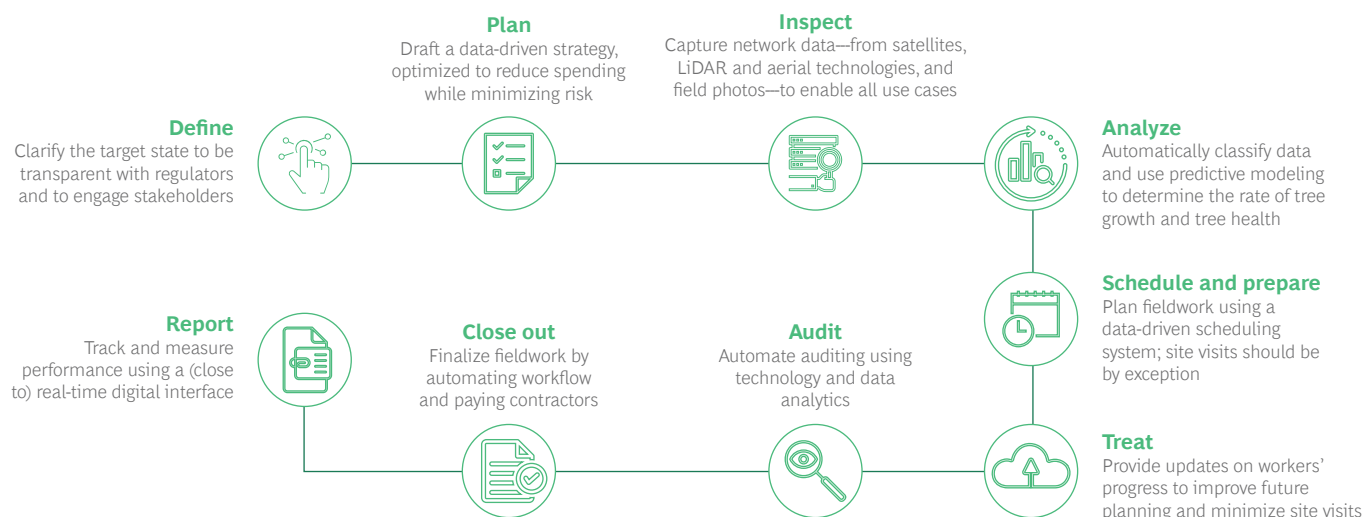 Define
Clarify the target state to be
transparent with regulators
and to engage stakeholders
Plan
Draft a data-driven strategy,
optimized to reduce spending
while minimizing risk
Inspect
Capture network data—from satellites,
LiDAR and aerial technologies, and
field photos—to enable all use cases
Analyze
Automatically classify data
and use predictive modeling
to determine the rate of tree
growth and tree health
Schedule and prepare
Plan fieldwork using a
data-driven scheduling
system; site visits should be
by exception
Treat
Provide updates on workers’
progress to improve future
planning and minimize site visits
Audit
Automate auditing using
technology and data
analytics
Close out
Finalize fieldwork by
automating workflow
and paying contractors
Report
Track and measure
performance using a (close
to) real-time digital interface